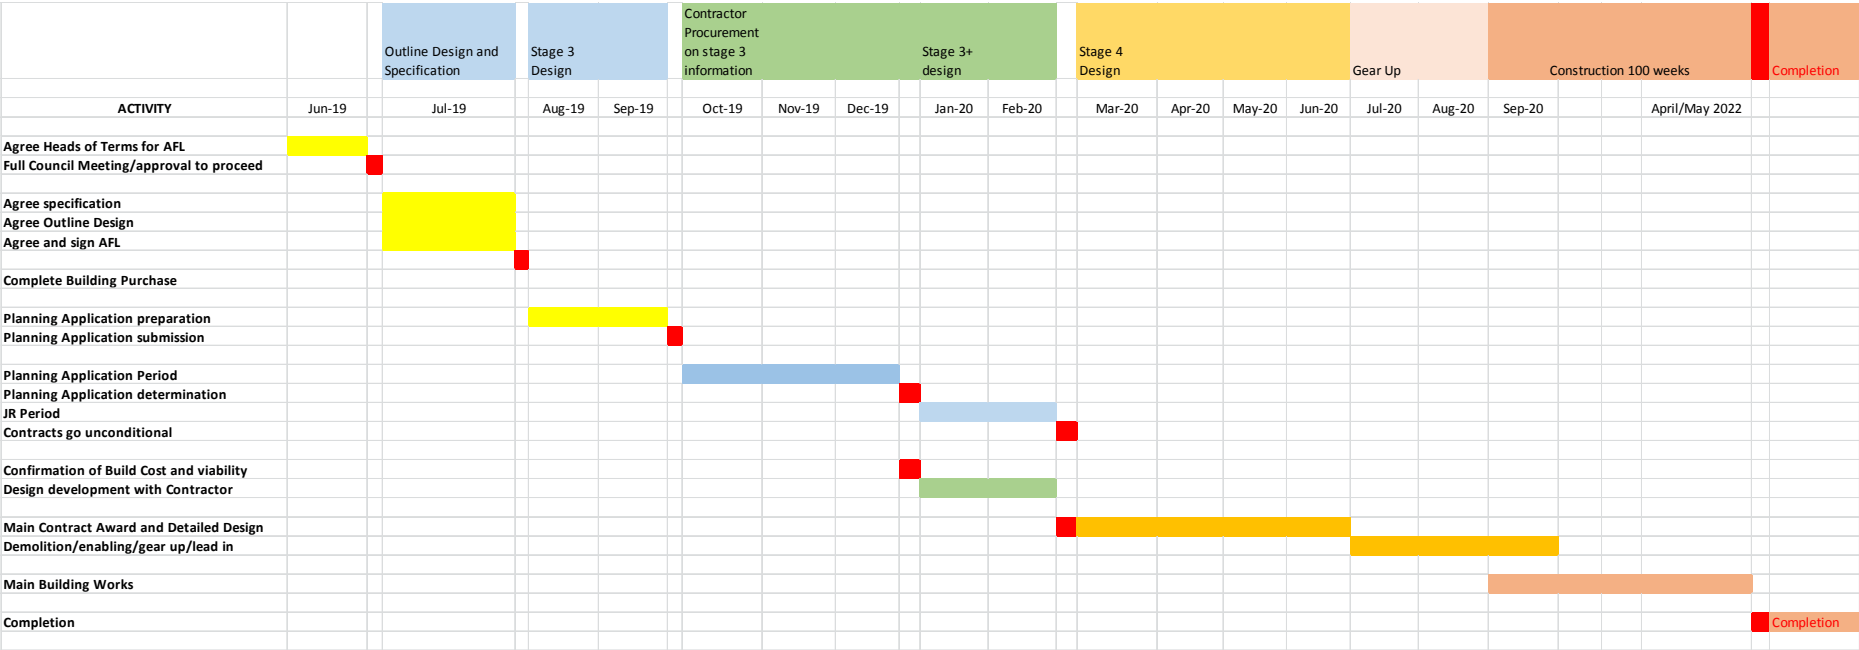 Contractor
Procurement
Outline Design and Stage 3 on stage 3 Stage 3+ Stage 4
Specification Design information design Design Gear Up Construction 100 weeks Completion
ACTIVITY Jun-19 Jul-19 Aug-19 Sep-19 Oct-19 Nov-19 Dec-19 Jan-20 Feb-20 Mar-20 Apr-20 May-20 Jun-20 Jul-20 Aug-20 Sep-20 April/May 2022
Agree Heads of Terms for AFL
Full Council Meeting/approval to proceed
Agree specification
Agree Outline Design
Agree and sign AFL
Complete Building Purchase
Planning Application preparation
Planning Application submission
Planning Application Period
Planning Application determination
JR Period
Contracts go unconditional
Confirmation of Build Cost and viability
Design development with Contractor
Main Contract Award and Detailed Design
Demolition/enabling/gear up/lead in
Main Building Works
Completion Completion